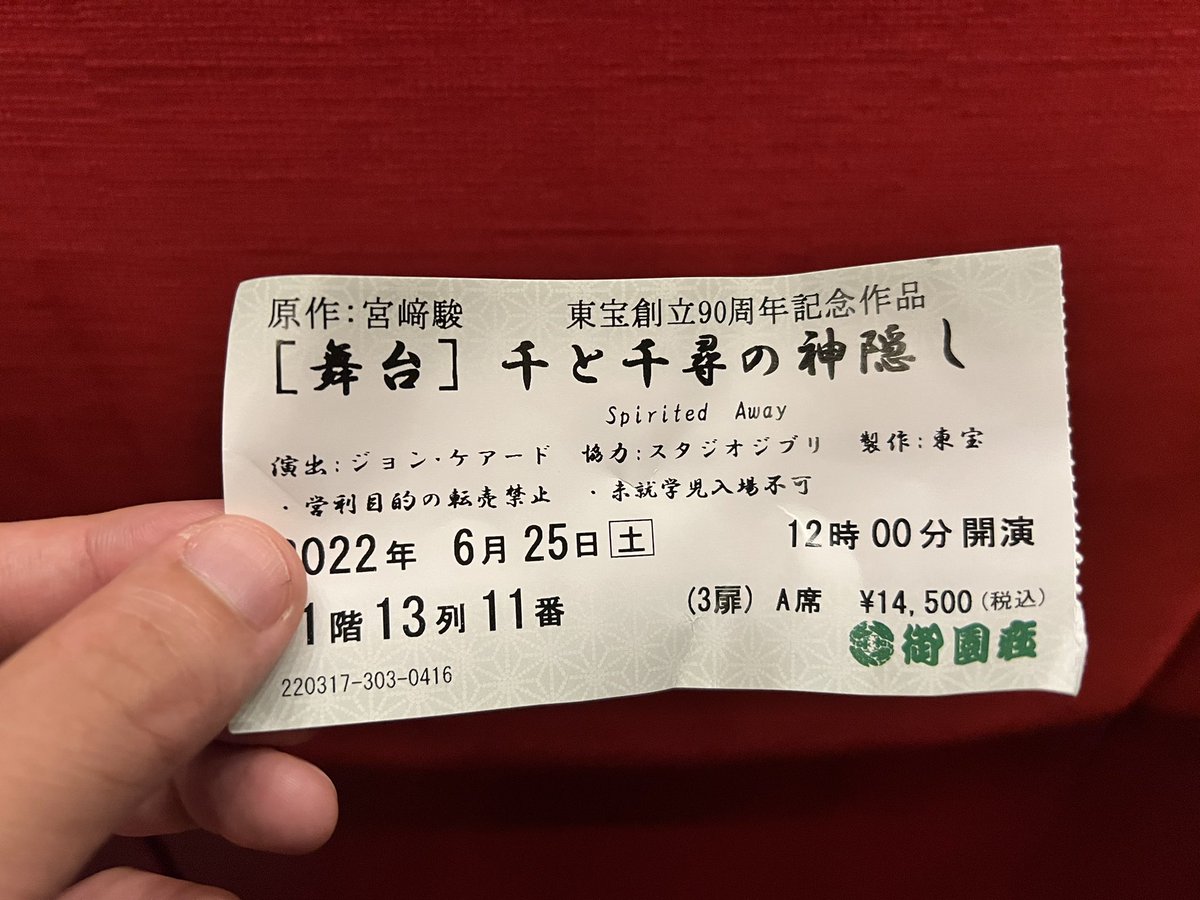 原作:宮﨑駿 東宝創立90周年記念作品
[舞台] 千と千尋の神隠し
Spirited Away
演出:ジョン・ケアード 協力:スタジオジブリ 製作:東宝
・営利目的の転売禁止 ・未就学児入場不可
2022年 6月25日 土 12時00分開演
1階13列11番 (3扉) A席 ¥14,500(税込)
御園座
220317-303-0416